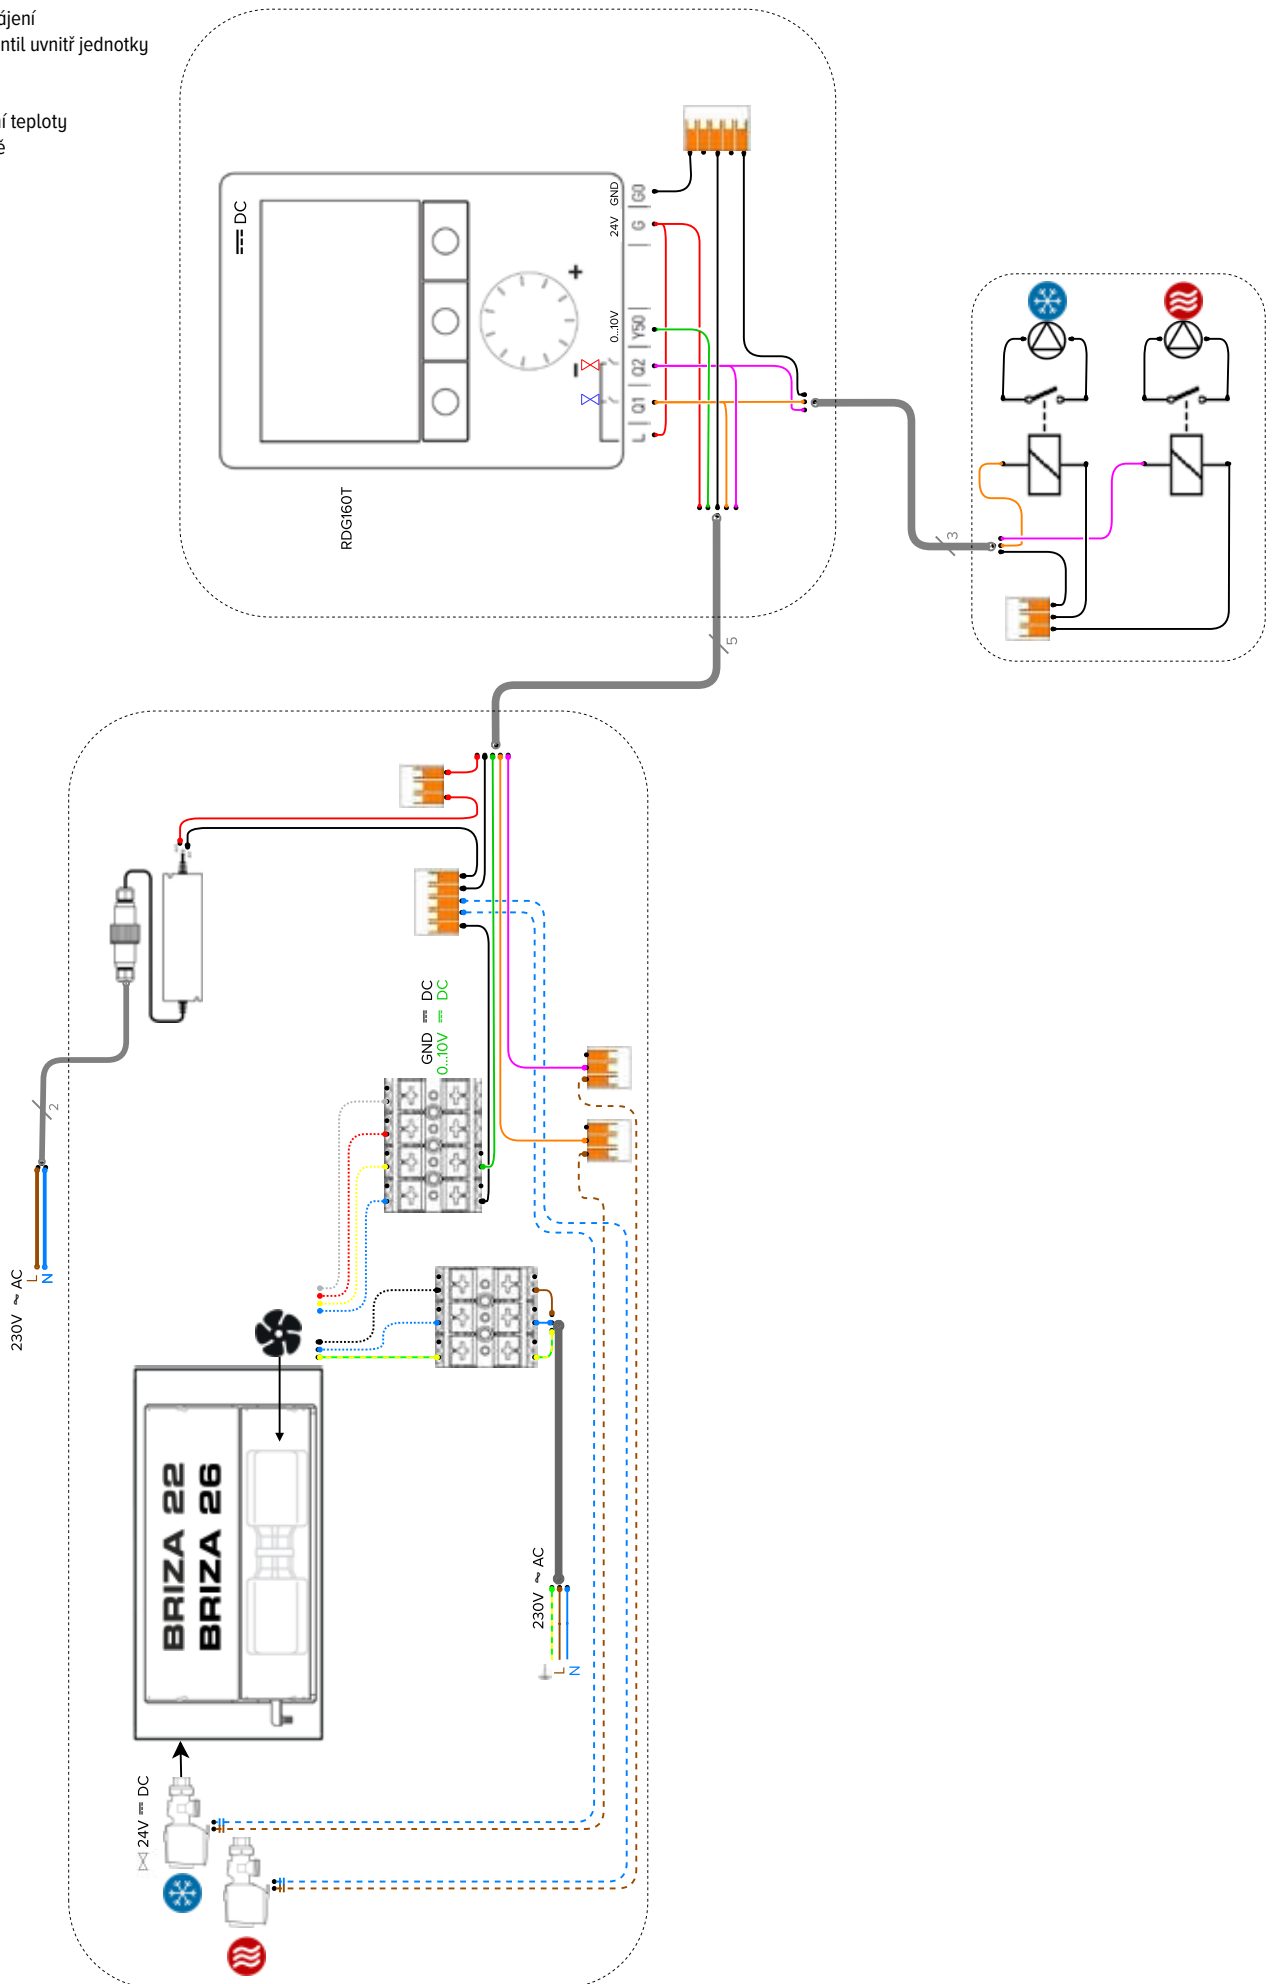 ájení
ntil uvnitř jednotky
ní teploty
ě
DC
+
−
GND
24V
0...10V
G0
G
Y50
Q2
Q1
L
RDG160T
3
5
GND DC
0...10V DC
2
230V ~ AC
L
N
BRIZA 22
BRIZA 26
230V ~ AC
L
N
24V DC